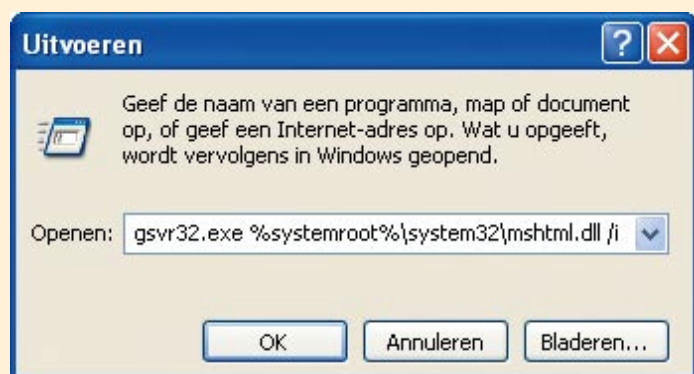 Uitvoeren
Geef de naam van een programma, map of document
op, of geef een Internet-adres op. Wat u opgeeft,
wordt vervolgens in Windows geopend.
Openen: gsvr32.exe %systemroot%\system32\mshtml.dll /i
OK Annuleren Bladeren...